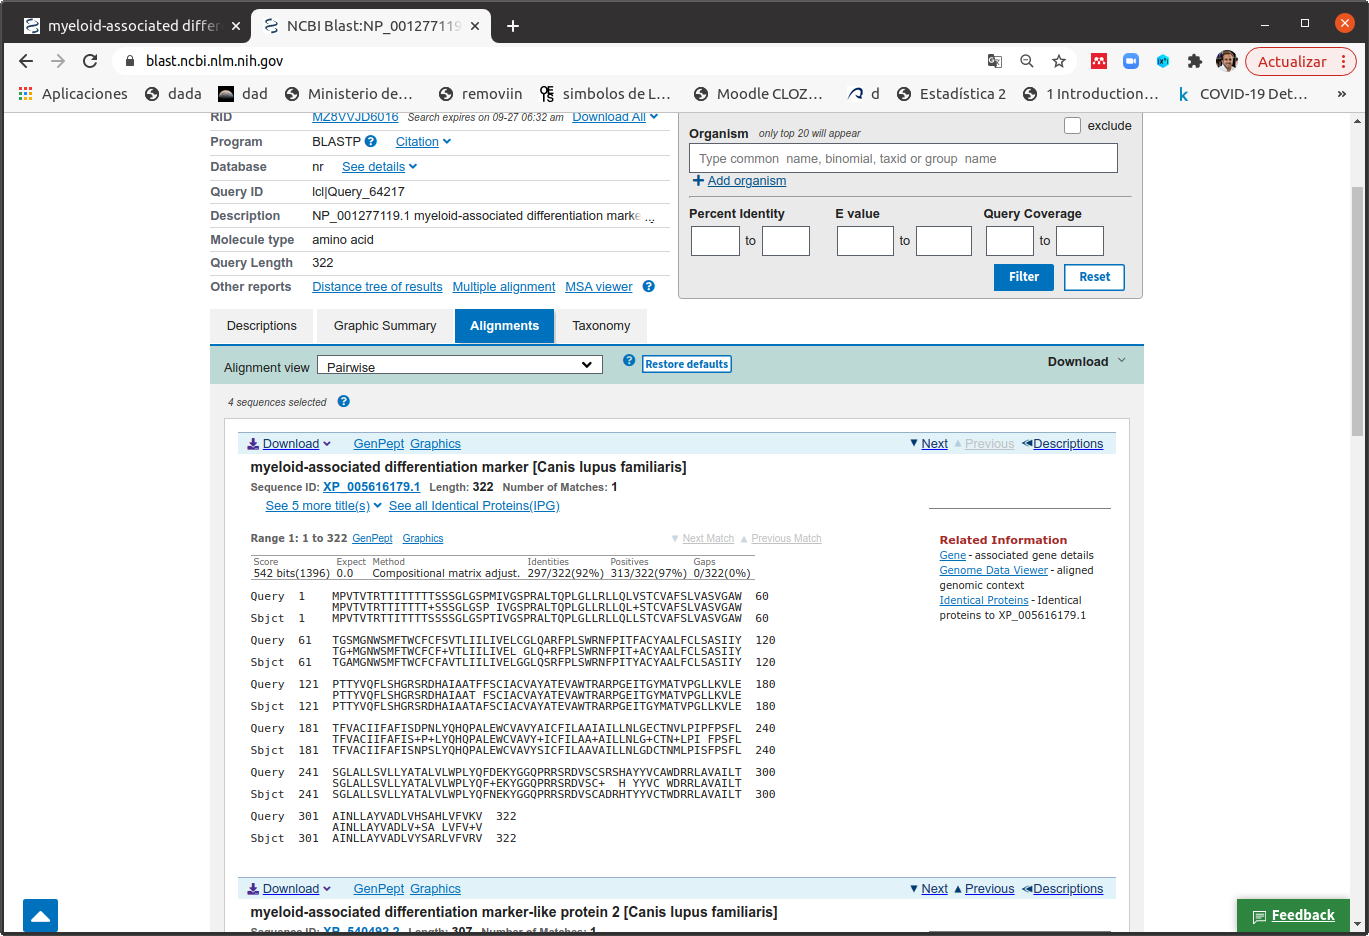 myeloid-associated differ
NCBI Blast:NP_001277119
blast.ncbi.nlm.nih.gov
Actualizar
Aplicaciones
dada
dad
Ministerio de...
removiin
simbolos de L...
Moodle CLOZ...
d
Estadística 2
1 Introduction...
COVID-19 Det...
»
RID MZ8VVJD6016 Search expires on 09-27 06:32 am Download All
Program BLASTP Citation
Database nr See details
Query ID lcl|Query_64217
Description NP_001277119.1 myeloid-associated differentiation marke ...
Molecule type amino acid
Query Length 322
Other reports Distance tree of results Multiple alignment MSA viewer
Organism only top 20 will appear
exclude
Type common name, binomial, taxid or group name
Add organism
Percent Identity E value Query Coverage
to to to
Filter Reset
Descriptions Graphic Summary Alignments Taxonomy
Alignment view Pairwise Restore defaults Download
4 sequences selected
Download GenPept Graphics Next Previous Descriptions
myeloid-associated differentiation marker [Canis lupus familiaris]
Sequence ID: XP_005616179.1 Length: 322 Number of Matches: 1
See 5 more title(s) See all Identical Proteins(IPG)
Range 1: 1 to 322 GenPept Graphics Next Match Previous Match
Score Expect Method Identities Positives Gaps
542 bits(1396) 0.0 Compositional matrix adjust. 297/322(92%) 313/322(97%) 0/322(0%)
Query 1 MPVTVTRTTITTTTTSSSGLGSPMIVGSPRALTQPLGLLRLLQLVSTCVAFSLVASVGAW 60
MPVTVTRTTITTTT+SSSGLGSP IVGSPRALTQPLGLLRLLQL+STCVAFSLVASVGAW
Sbjct 1 MPVTVTRTTITTTTSSSSGLGSPTIVGSPRALTQPLGLLRLLQLLSTCVAFSLVASVGAW 60
Query 61 TGSMGNWSMFTWCFCFSVTLIILIVELCGLQARFPLSWRNFPITFACYAALFCLSASIIY 120
TG+MGNWSMFTWCFCF+VTLIILIVEL GLQ+RFPLSWRNFPIT+ACYAALFCLSASIIY
Sbjct 61 TGAMGNWSMFTWCFCFAVTLIILIVELGGLQSRFPLSWRNFPITYACYAALFCLSASIIY 120
Query 121 PTTYVQFLSHGRSRDHAIAATFFSCIACVAYATEVAWTRARPGEITGYMATVPGLLKVLE 180
PTTYVQFLSHGRSRDHAIAAT FSCIACVAYATEVAWTRARPGEITGYMATVPGLLKVLE
Sbjct 121 PTTYVQFLSHGRSRDHAIAATAFSCIACVAYATEVAWTRARPGEITGYMATVPGLLKVLE 180
Query 181 TFVACIIFAFISDPNLYQHQPALEWCVAVYAICFILAAIAILLNLGECTNVLPIPFPSFL 240
TFVACIIFAFIS+P+LYQHQPALEWCVAVY+ICFILAA+AILLNLG+CTN+LPI FPSFL
Sbjct 181 TFVACIIFAFISNPSLYQHQPALEWCVAVYSICFILAAVAILLNLGDCTNMLPISFPSFL 240
Query 241 SGLALLSVLLYATALVLWPLYQFDEKYGGQPRRSRDVSCSRSHAYYVCAWDRRLAVAILT 300
SGLALLSVLLYATALVLWPLYQF+EKYGGQPRRSRDVSC+ H YYVC WDRRLAVAILT
Sbjct 241 SGLALLSVLLYATALVLWPLYQFNEKYGGQPRRSRDVSCADRHTYYVCTWDRRLAVAILT 300
Query 301 AINLLAYVADLVHSAHLVFVKV 322
AINLLAYVADLV+SA LVFV+V
Sbjct 301 AINLLAYVADLVYSARLVFVRV 322
Related Information
Gene - associated gene details
Genome Data Viewer - aligned
genomic context
Identical Proteins - Identical
proteins to XP_005616179.1
Download GenPept Graphics Next Previous Descriptions
myeloid-associated differentiation marker-like protein 2 [Canis lupus familiaris]
Sequence ID: XP_540492.2 Length: 307 Number of Matches: 1
Feedback